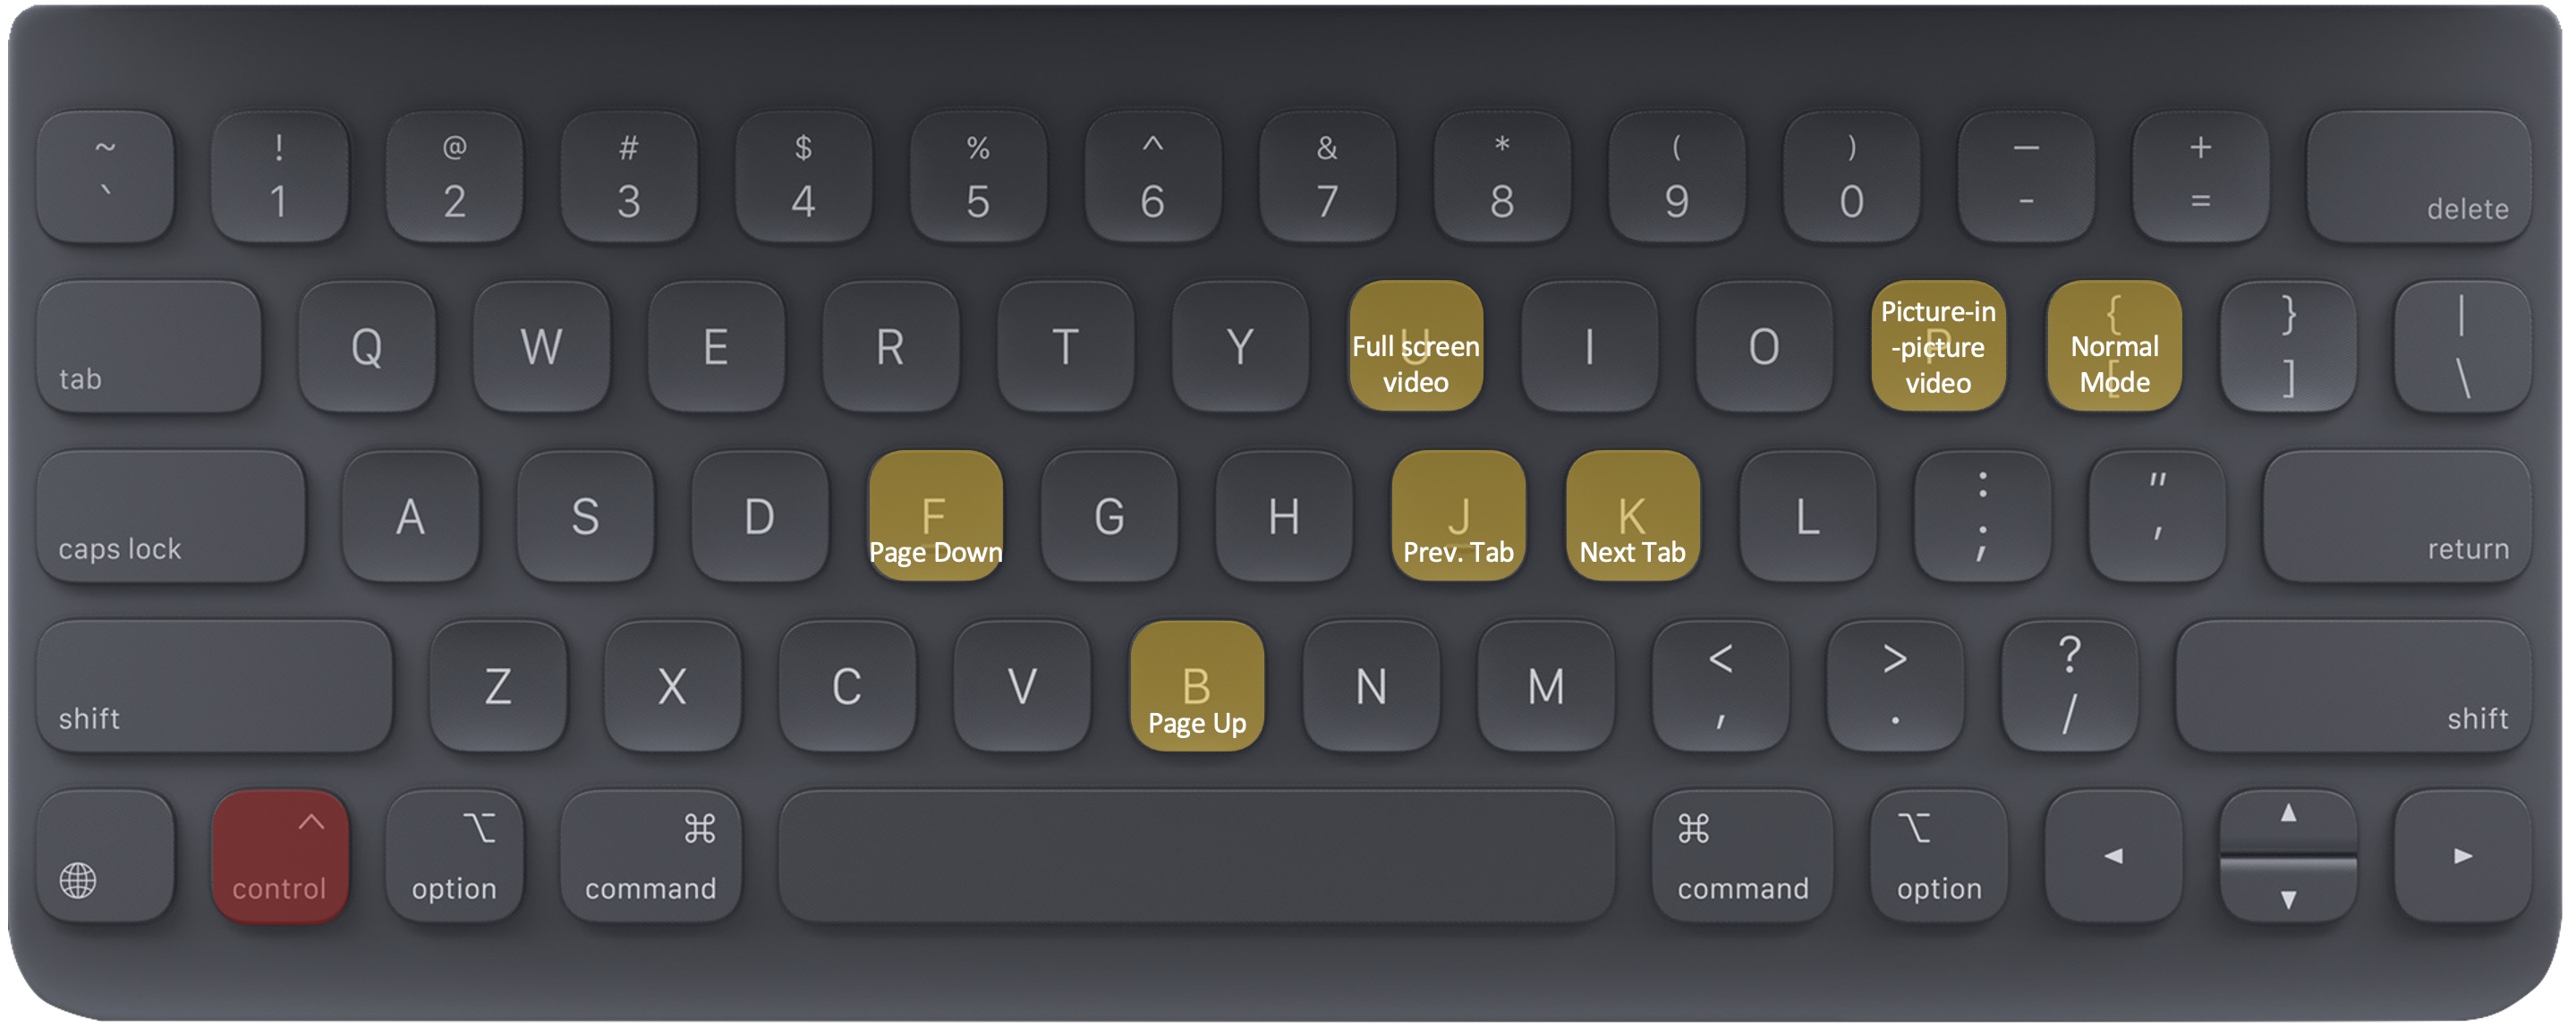 ~ ! @ # $ % ^ & * ( ) — +
` 1 2 3 4 5 6 7 8 9 0 - = delete
tab Q W E R T Y U I O P { [ } ] | \
Full screen
video
Picture-in
-picture
video
Normal
Mode
caps lock A S D F G H J K L : ; " ' return
Page Down
Prev. Tab
Next Tab
shift Z X C V B N M < , > . ? / shift
Page Up
^ ⌥ ⌘ ⌘ ⌥ ◀ ▲ ▼ ▶
control option command command option